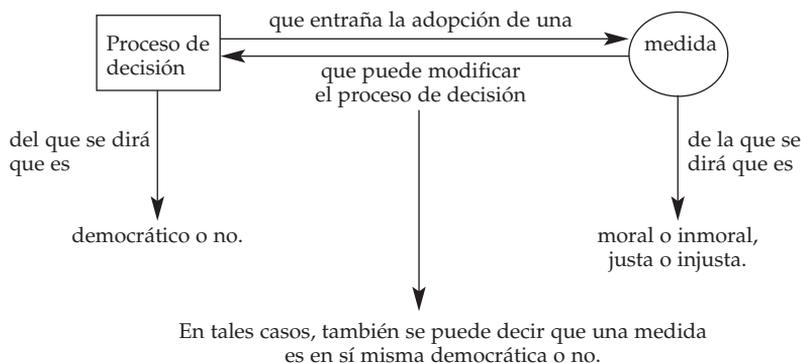 que entraña la adopción de una
Proceso de
decisión
medida
que puede modificar
el proceso de decisión
del que se dirá
que es
de la que se
dirá que es
democrático o no.
moral o inmoral,
justa o injusta.
En tales casos, también se puede decir que una medida
es en sí misma democrática o no.